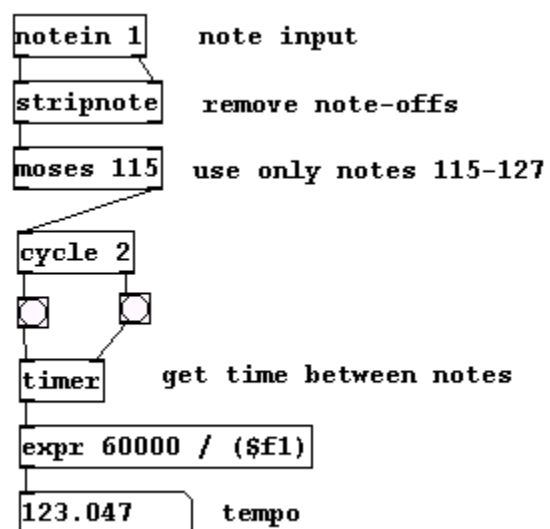 notein 1 note input
stripnote remove note-offs
moses 115 use only notes 115-127
cycle 2
timer get time between notes
expr 60000 / ($f1)
123.047 tempo